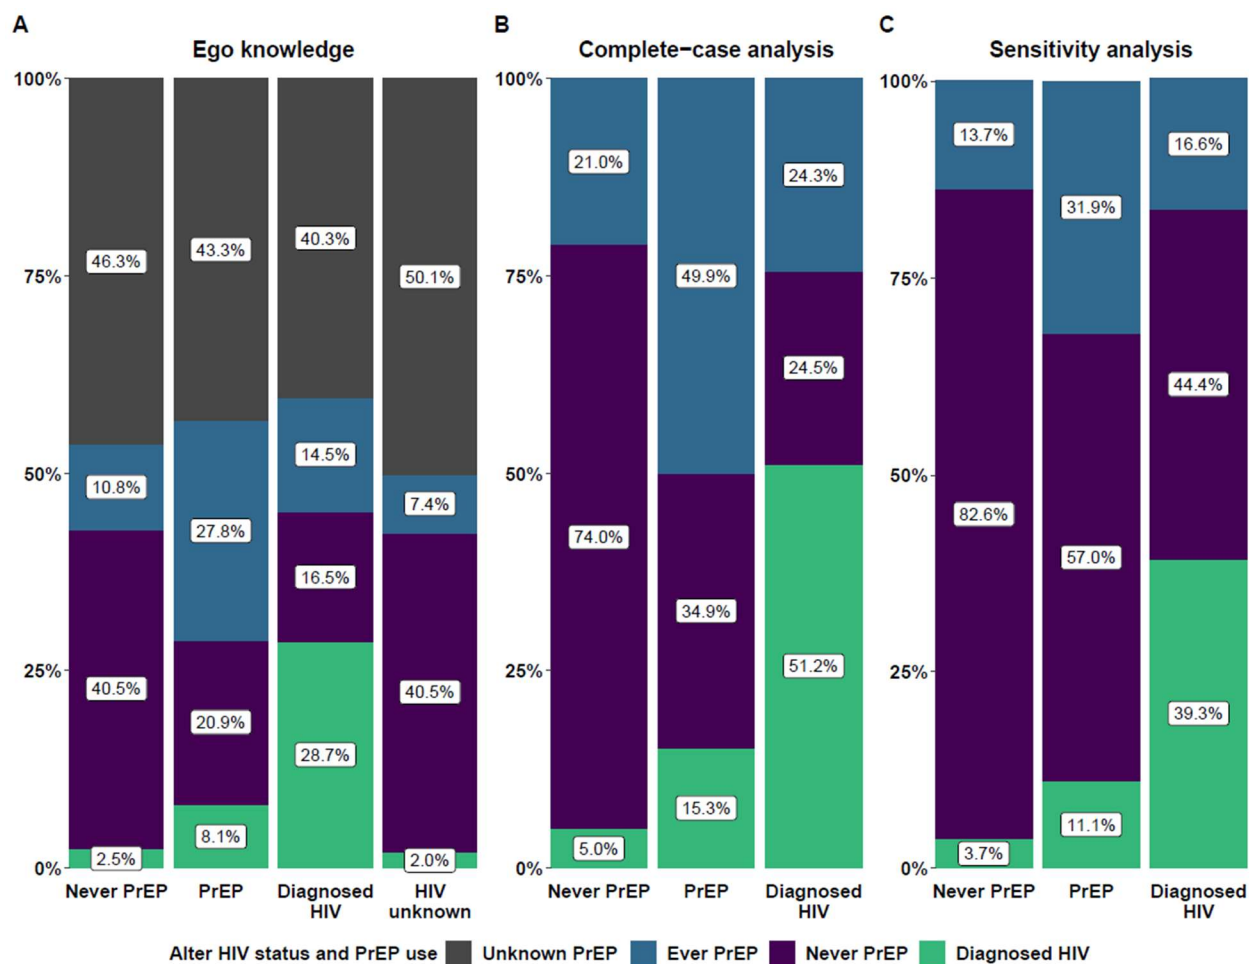 A
Ego knowledge
100%
75%
50%
25%
0%
46.3%
10.8%
40.5%
2.5%
43.3%
27.8%
20.9%
8.1%
40.3%
14.5%
16.5%
28.7%
50.1%
7.4%
40.5%
2.0%
Never PrEP
PrEP
Diagnosed
HIV
HIV
unknown
B
Complete−case analysis
100%
75%
50%
25%
0%
21.0%
74.0%
5.0%
49.9%
34.9%
15.3%
24.3%
24.5%
51.2%
Never PrEP
PrEP
Diagnosed
HIV
C
Sensitivity analysis
100%
75%
50%
25%
0%
13.7%
82.6%
3.7%
31.9%
57.0%
11.1%
16.6%
44.4%
39.3%
Never PrEP
PrEP
Diagnosed
HIV
Alter HIV status and PrEP use Unknown PrEP Ever PrEP Never PrEP Diagnosed HIV